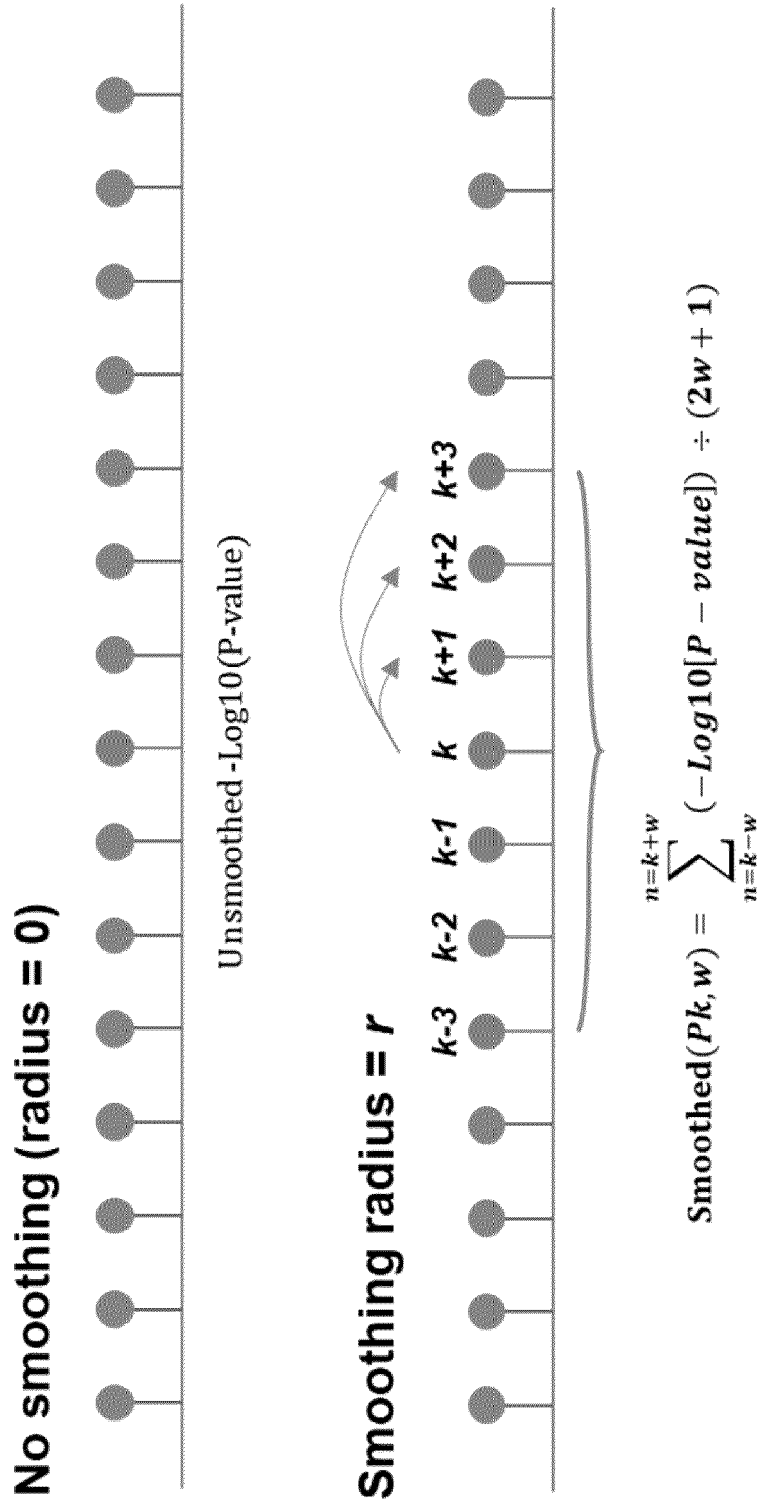 No smoothing (radius = 0)
Unsmoothed -Log10(P-value)
Smoothing radius = r
k-3 k-2 k-1 k k+1 k+2 k+3
n=k+w
Smoothed(Pk, w) = ∑ (−Log10[P − value]) ÷ (2w + 1)
n=k−w